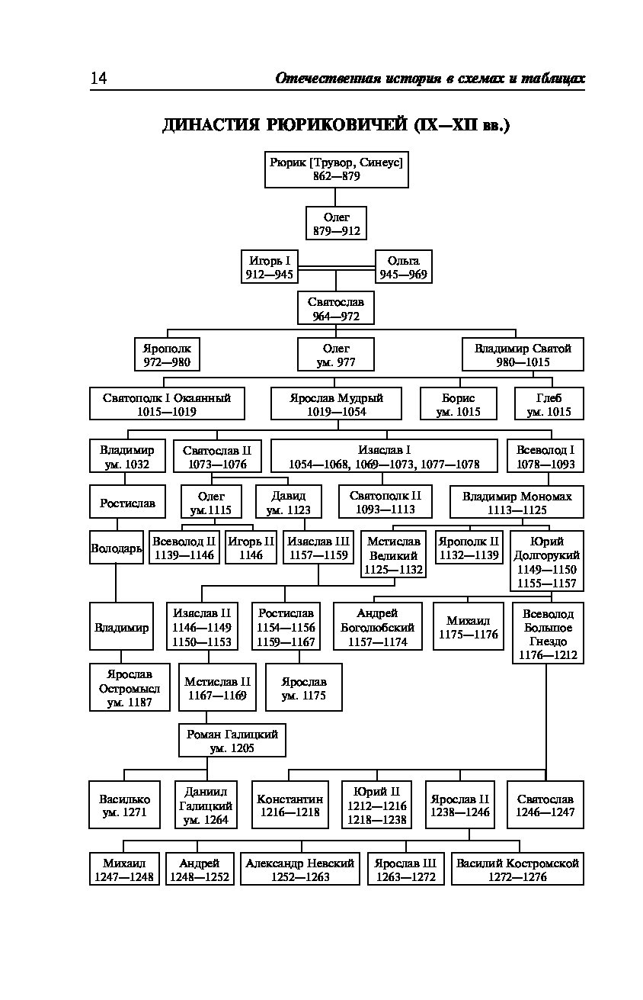 14
Отечественная история в схемах и таблицах
ДИНАСТИЯ РЮРИКОВИЧЕЙ (IX—XII вв.)
Рюрик [Трувор, Синеус]
862—879
Олег
879—912
Игорь I
912—945
Ольга
945—969
Святослав
964—972
Ярополк
972—980
Олег
ум. 977
Владимир Святой
980—1015
Святополк I Окаянный
1015—1019
Ярослав Мудрый
1019—1054
Борис
ум. 1015
Глеб
ум. 1015
Владимир
ум. 1032
Святослав II
1073—1076
Изяслав I
1054—1068, 1069—1073, 1077—1078
Всеволод I
1078—1093
Ростислав
Олег
ум.1115
Давид
ум. 1123
Святополк II
1093—1113
Владимир Мономах
1113—1125
Володарь
Всеволод II
1139—1146
Игорь II
1146
Изяслав III
1157—1159
Мстислав
Великий
1125—1132
Ярополк II
1132—1139
Юрий
Долгорукий
1149—1150
1155—1157
Владимир
Изяслав II
1146—1149
1150—1153
Ростислав
1154—1156
1159—1167
Андрей
Боголюбский
1157—1174
Михаил
1175—1176
Всеволод
Большое
Гнездо
1176—1212
Ярослав
Остромысл
ум. 1187
Мстислав II
1167—1169
Ярослав
ум. 1175
Роман Галицкий
ум. 1205
Василько
ум. 1271
Даниил
Галицкий
ум. 1264
Константин
1216—1218
Юрий II
1212—1216
1218—1238
Ярослав II
1238—1246
Святослав
1246—1247
Михаил
1247—1248
Андрей
1248—1252
Александр Невский
1252—1263
Ярослав III
1263—1272
Василий Костромской
1272—1276